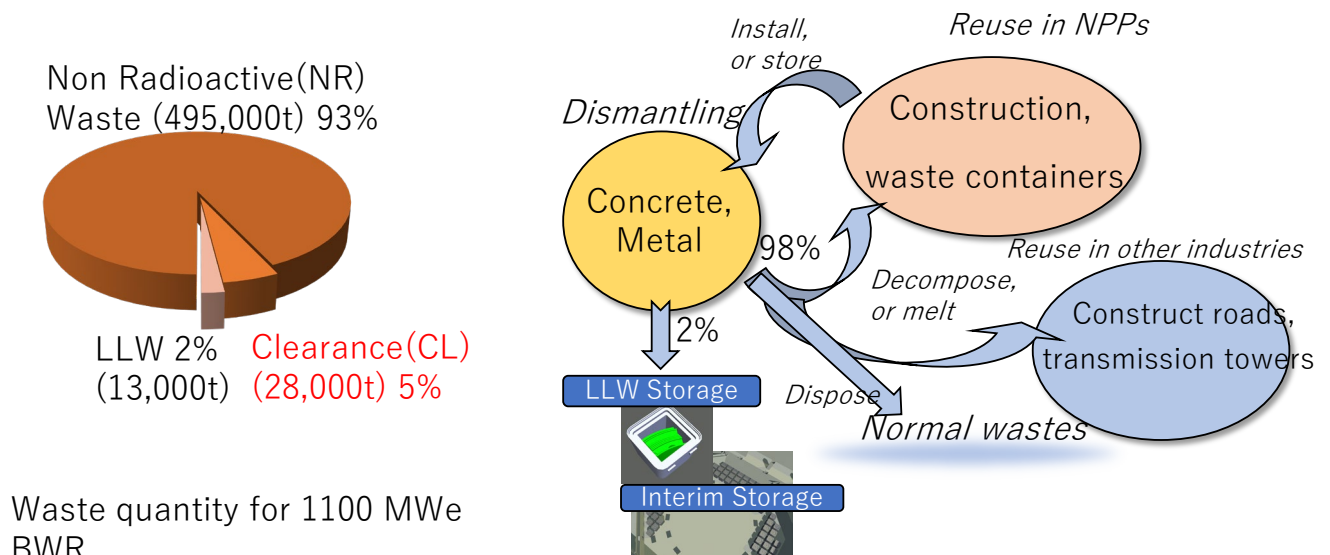 Non Radioactive(NR)
Waste (495,000t) 93%
LLW 2%
(13,000t)
Clearance(CL)
(28,000t) 5%
Waste quantity for 1100 MWe
BWR
Install,
or store
Reuse in NPPs
Dismantling
Construction,
waste containers
Concrete,
Metal
98%
Reuse in other industries
Decompose,
or melt
Construct roads,
transmission towers
2%
LLW Storage
Dispose
Normal wastes
Interim Storage